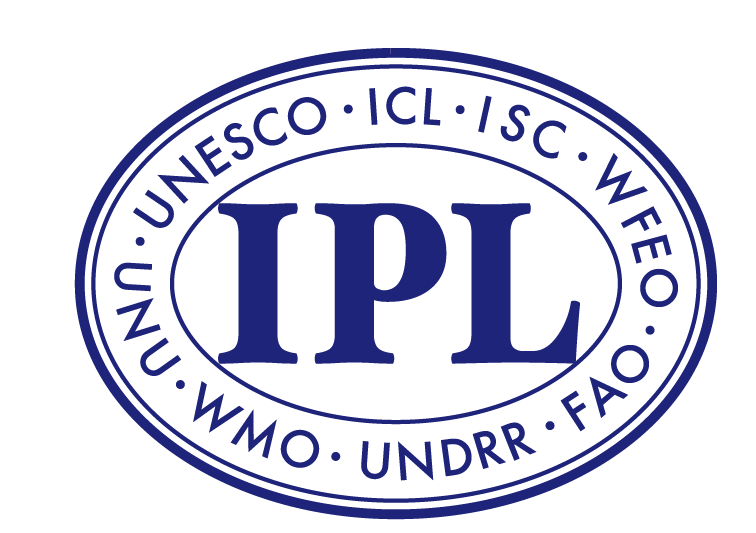 UNESCO · ICL · ISC · WFEO · FAO · UNDRR · WMO · UNU ·
IPL